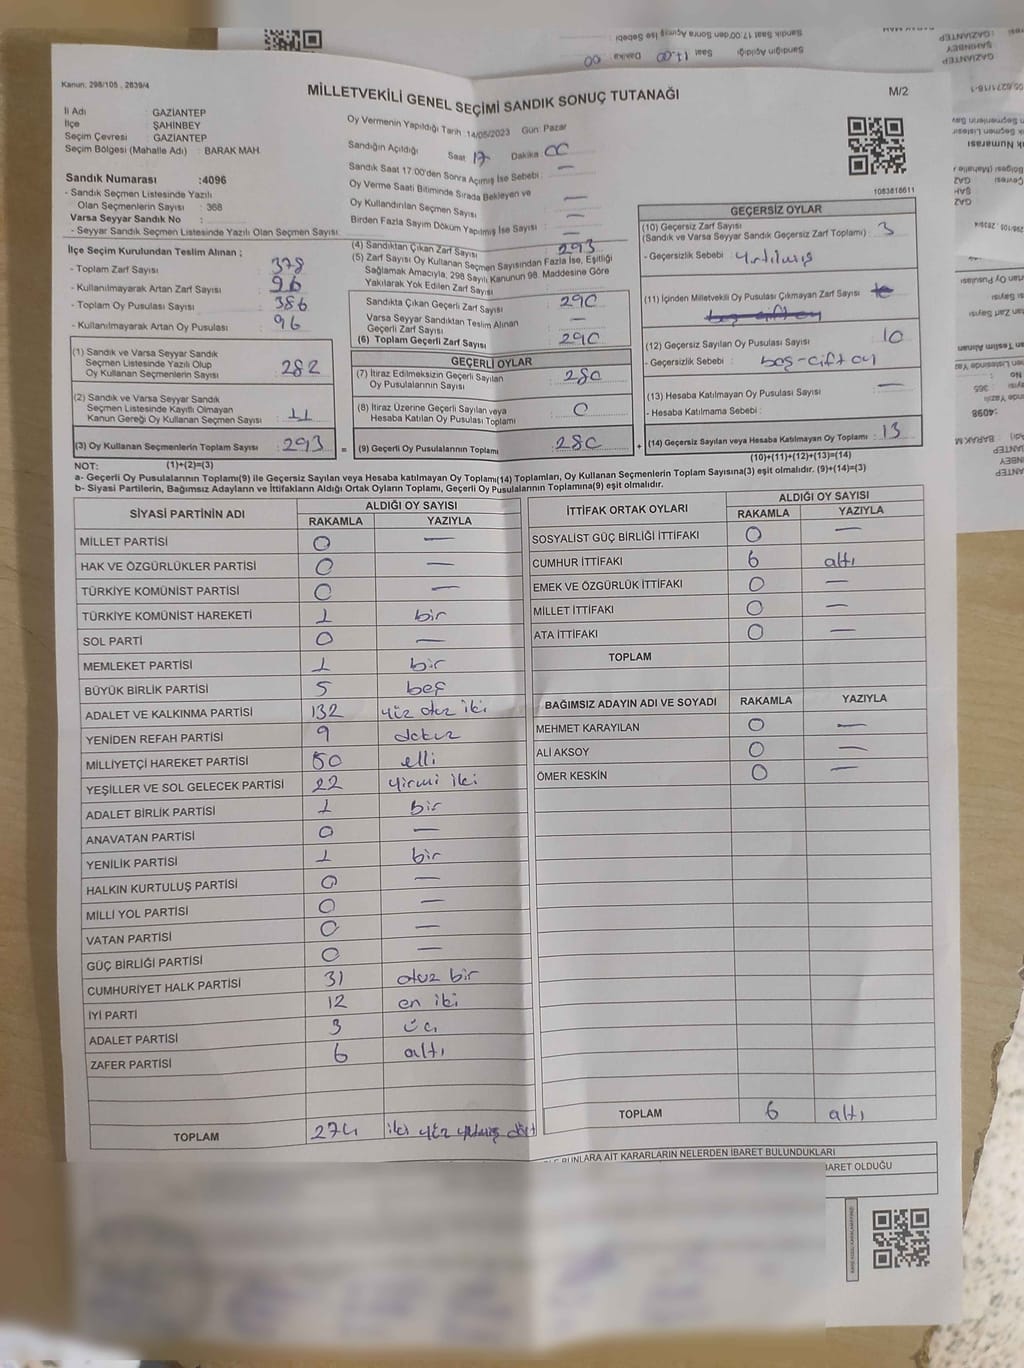 Kanun: 298/105 , 2839/4
MİLLETVEKİLİ GENEL SEÇİMİ SANDIK SONUÇ TUTANAĞI
M/2
İl Adı : GAZİANTEP
İlçe : ŞAHİNBEY
Seçim Çevresi : GAZİANTEP
Seçim Bölgesi (Mahalle Adı) : BARAK MAH.
Sandık Numarası :4096
- Sandık Seçmen Listesinde Yazılı
Olan Seçmenlerin Sayısı : 368
Varsa Seyyar Sandık No :
- Seyyar Sandık Seçmen Listesinde Yazılı Olan Seçmen Sayısı:
Oy Vermenin Yapıldığı Tarih :14/05/2023 Gün: Pazar
Sandığın Açıldığı Saat 17 Dakika 00
Sandık Saat 17:00'den Sonra Açımış İse Sebebi : —
Oy Verme Saati Bitiminde Sırada Bekleyen ve
Oy Kullandırılan Seçmen Sayısı : —
Birden Fazla Sayım Döküm Yapılmış İse Sayısı : —
1083818611
İlçe Seçim Kurulundan Teslim Alınan ;
- Toplam Zarf Sayısı : 378
- Kullanılmayarak Artan Zarf Sayısı : 96
- Toplam Oy Pusulası Sayısı : 386
- Kullanılmayarak Artan Oy Pusulası : 96
(1) Sandık ve Varsa Seyyar Sandık
Seçmen Listesinde Yazılı Olup
Oy Kullanan Seçmenlerin Sayısı : 282
(2) Sandık ve Varsa Seyyar Sandık
Seçmen Listesinde Kayıtlı Olmayan
Kanun Gereği Oy Kullanan Seçmen Sayısı : 11
(3) Oy Kullanan Seçmenlerin Toplam Sayısı : 293
(4) Sandıktan Çıkan Zarf Sayısı : 293
(5) Zarf Sayısı Oy Kullanan Seçmen Sayısından Fazla İse, Eşitliği
Sağlamak Amacıyla, 298 Sayılı Kanunun 98. Maddesine Göre
Yakılarak Yok Edilen Zarf Sayısı : —
Sandıkta Çıkan Geçerli Zarf Sayısı : 290
Varsa Seyyar Sandıktan Teslim Alınan
Geçerli Zarf Sayısı : —
(6) Toplam Geçerli Zarf Sayısı : 290
GEÇERLİ OYLAR
(7) İtiraz Edilmeksizin Geçerli Sayılan
Oy Pusulalarının Sayısı : 280
(8) İtiraz Üzerine Geçerli Sayılan veya
Hesaba Katılan Oy Pusulası Toplamı : 0
= (9) Geçerli Oy Pusulalarının Toplamı : 280
GEÇERSİZ OYLAR
(10) Geçersiz Zarf Sayısı
(Sandık ve Varsa Seyyar Sandık Geçersiz Zarf Toplamı) : 3
- Geçersizlik Sebebi : Yırtılmış
(11) İçinden Milletvekili Oy Pusulası Çıkmayan Zarf Sayısı :
(12) Geçersiz Sayılan Oy Pusulası Sayısı : 10
- Geçersizlik Sebebi : boş-çift oy
(13) Hesaba Katılmayan Oy Pusulası Sayısı : —
- Hesaba Katılmama Sebebi :
+ (14) Geçersiz Sayılan veya Hesaba Katılmayan Oy Toplamı : 13
(10)+(11)+(12)+(13)=(14)
NOT: (1)+(2)=(3)
a- Geçerli Oy Pusulasının Toplamı(9) ile Geçersiz Sayılan veya Hesaba katılmayan Oy Toplamı(14) Toplamları, Oy Kullanan Seçmenlerin Toplam Sayısına(3) eşit olmalıdır. (9)+(14)=(3)
b- Siyasi Partilerin, Bağımsız Adayların ve İttifakların Aldığı Ortak Oyların Toplamı, Geçerli Oy Pusulalarının Toplamına(9) eşit olmalıdır.
SİYASİ PARTİNİN ADI ALDIĞI OY SAYISI
RAKAMLA YAZIYLA
MİLLET PARTİSİ 0 —
HAK VE ÖZGÜRLÜKLER PARTİSİ 0 —
TÜRKİYE KOMÜNİST PARTİSİ 0 —
TÜRKİYE KOMÜNİST HAREKETİ 1 bir
SOL PARTİ 0 —
MEMLEKET PARTİSİ 1 bir
BÜYÜK BİRLİK PARTİSİ 5 beş
ADALET VE KALKINMA PARTİSİ 132 yüz otuz iki
YENİDEN REFAH PARTİSİ 9 dokuz
MİLLİYETÇİ HAREKET PARTİSİ 50 elli
YEŞİLLER VE SOL GELECEK PARTİSİ 22 yirmi iki
ADALET BİRLİK PARTİSİ 1 bir
ANAVATAN PARTİSİ 0 —
YENİLİK PARTİSİ 1 bir
HALKIN KURTULUŞ PARTİSİ 0 —
MİLLİ YOL PARTİSİ 0 —
VATAN PARTİSİ 0 —
GÜÇ BİRLİĞİ PARTİSİ 0 —
CUMHURİYET HALK PARTİSİ 31 otuz bir
İYİ PARTİ 12 on iki
ADALET PARTİSİ 3 üç
ZAFER PARTİSİ 6 altı
TOPLAM 274 iki yüz yetmiş dört
İTTİFAK ORTAK OYLARI ALDIĞI OY SAYISI
RAKAMLA YAZIYLA
SOSYALİST GÜÇ BİRLİĞİ İTTİFAKI 0 —
CUMHUR İTTİFAKI 6 altı
EMEK VE ÖZGÜRLÜK İTTİFAKI 0 —
MİLLET İTTİFAKI 0 —
ATA İTTİFAKI 0 —
TOPLAM
BAĞIMSIZ ADAYIN ADI VE SOYADI RAKAMLA YAZIYLA
MEHMET KARAYILAN 0 —
ALİ AKSOY 0 —
ÖMER KESKİN 0 —
TOPLAM 6 altı
BUNLARA AİT KARARLARIN NELERDEN İBARET BULUNDUKLARI
BARET OLDUĞU